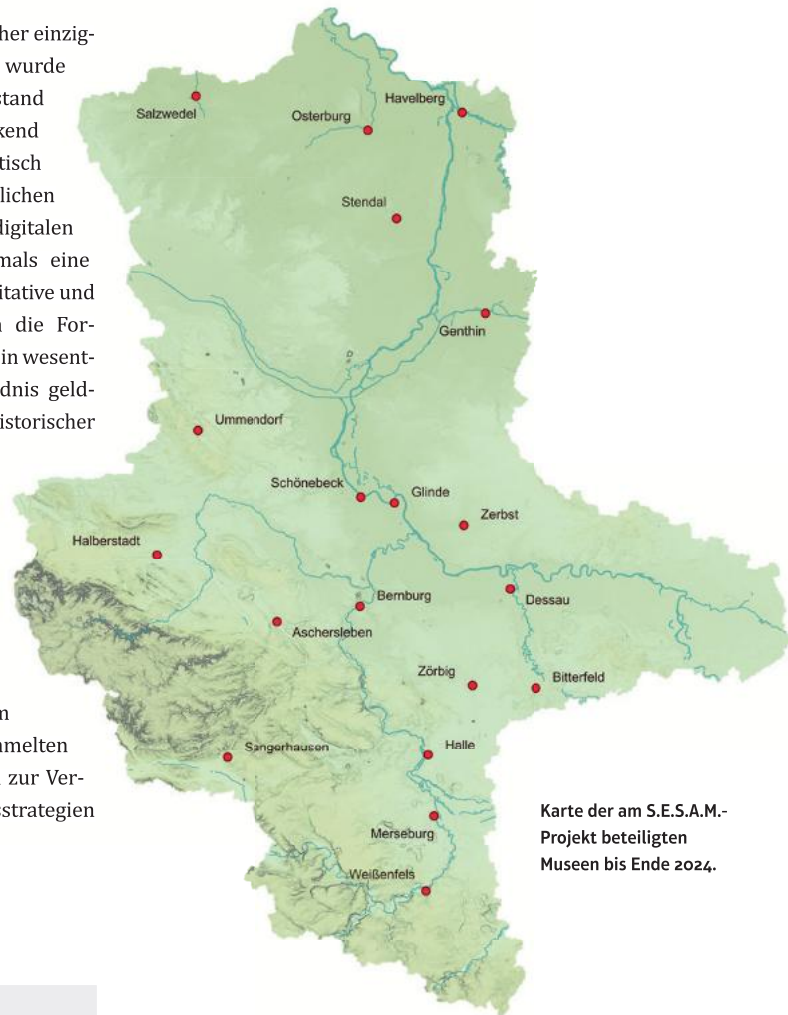 her einzig-
wurde
stand
kend
tisch
lichen
digitalen
mals eine
itative und
die For-
in wesent-
dnis geld-
istorischer
mmelten
zur Ver-
sstrategien
Salzwedel
Osterburg
Havelberg
Stendal
Genthin
Ummendorf
Schönebeck
Glinde
Zerbst
Halberstadt
Bernburg
Dessau
Aschersleben
Zörbig
Bitterfeld
Sangerhausen
Halle
Merseburg
Weißenfels
Karte der am S.E.S.A.M.-
Projekt beteiligten
Museen bis Ende 2024.